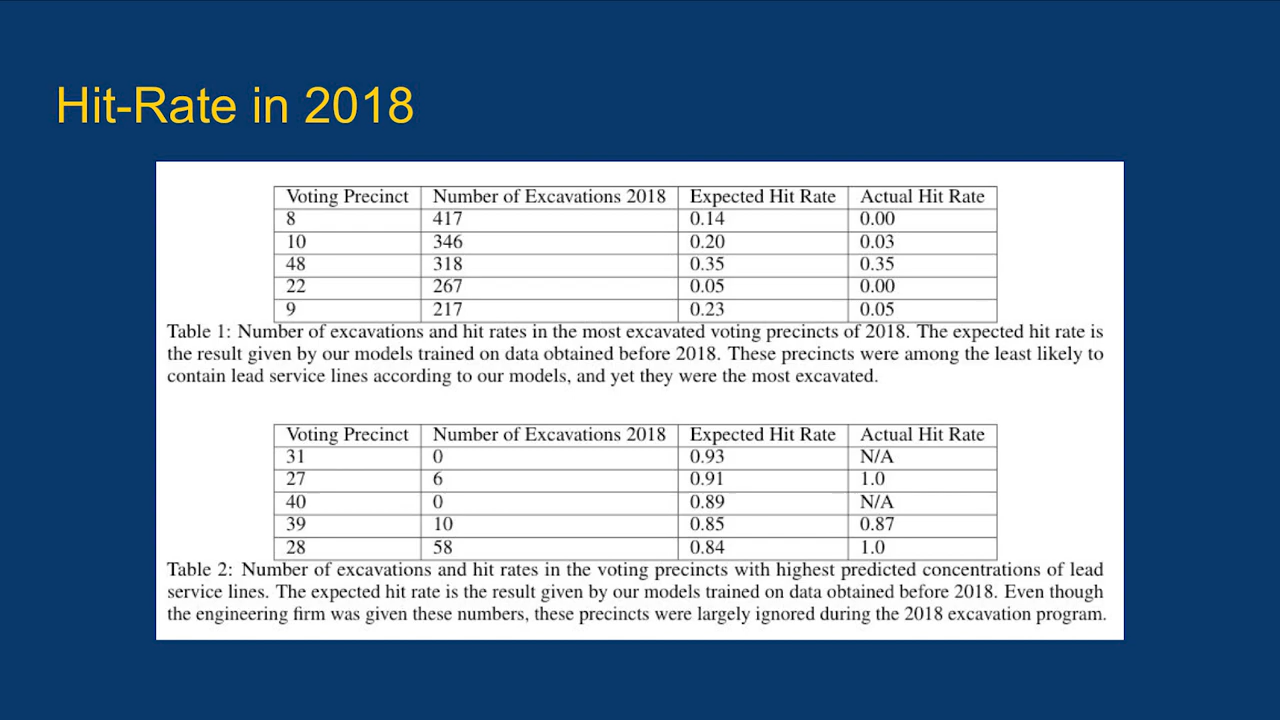 Hit-Rate in 2018
Voting Precinct Number of Excavations 2018 Expected Hit Rate Actual Hit Rate
8 417 0.14 0.00
10 346 0.20 0.03
48 318 0.35 0.35
22 267 0.05 0.00
9 217 0.23 0.05
Table 1: Number of excavations and hit rates in the most excavated voting precincts of 2018. The expected hit rate is
the result given by our models trained on data obtained before 2018. These precincts were among the least likely to
contain lead service lines according to our models, and yet they were the most excavated.
Voting Precinct Number of Excavations 2018 Expected Hit Rate Actual Hit Rate
31 0 0.93 N/A
27 6 0.91 1.0
40 0 0.89 N/A
39 10 0.85 0.87
28 58 0.84 1.0
Table 2: Number of excavations and hit rates in the voting precincts with highest predicted concentrations of lead
service lines. The expected hit rate is the result given by our models trained on data obtained before 2018. Even though
the engineering firm was given these numbers, these precincts were largely ignored during the 2018 excavation program.